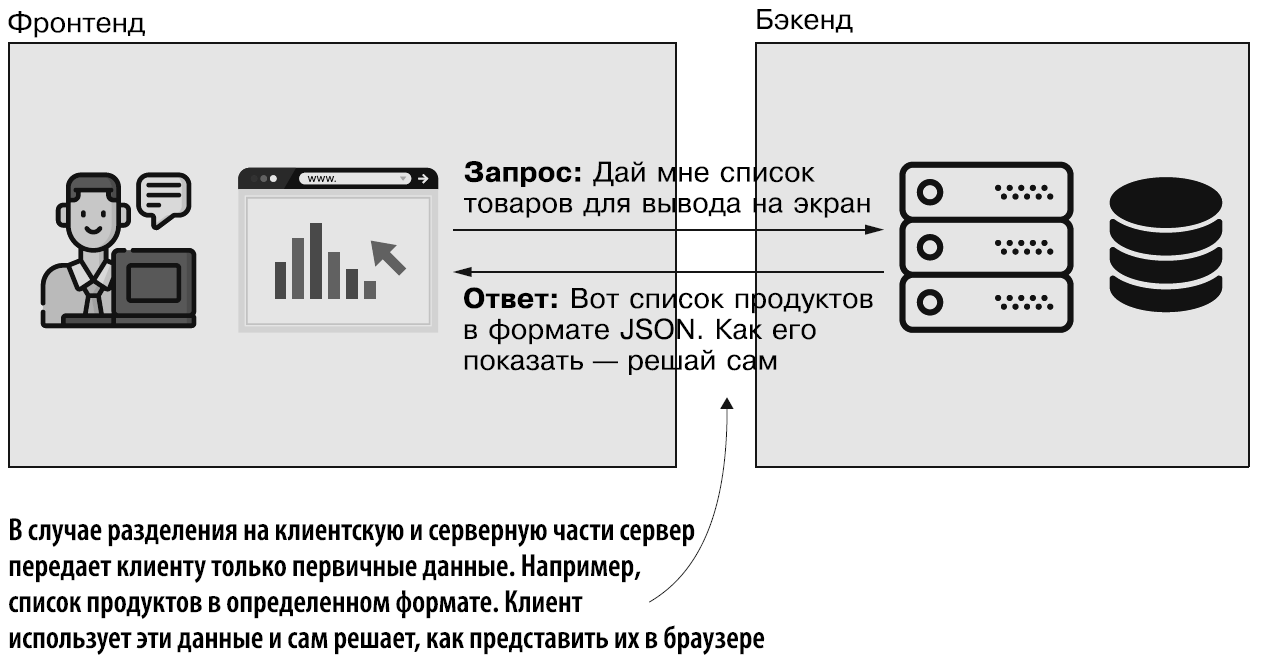 Фронтенд
Бэкенд
www.
Запрос: Дай мне список
товаров для вывода на экран
Ответ: Вот список продуктов
в формате JSON. Как его
показать — решай сам
В случае разделения на клиентскую и серверную части сервер
передает клиенту только первичные данные. Например,
список продуктов в определенном формате. Клиент
использует эти данные и сам решает, как представить их в браузере